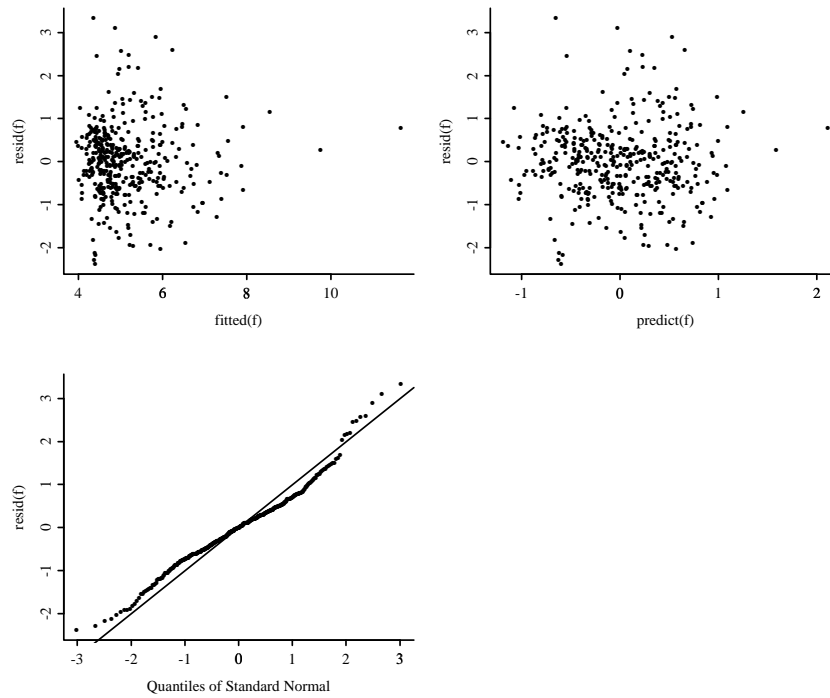 resid(f)
3
2
1
0
-1
-2
4 6 8 10
fitted(f)
resid(f)
3
2
1
0
-1
-2
-1 0 1 2
predict(f)
resid(f)
3
2
1
0
-1
-2
-3 -2 -1 0 1 2 3
Quantiles of Standard Normal